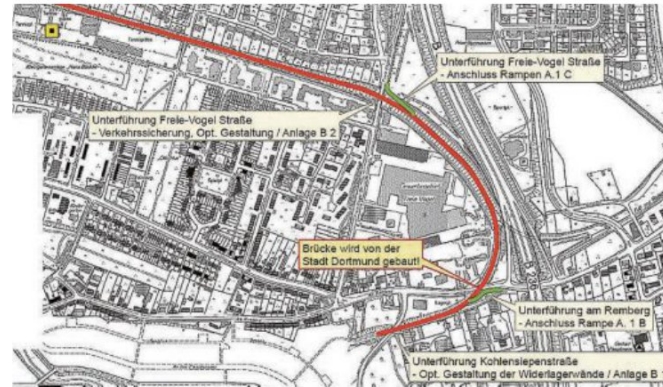 Unterführung Freie-Vogel Straße
- Anschluss Rampen A.1 C
Unterführung Freie-Vogel Straße
- Verkehrssicherung, Opt. Gestaltung / Anlage B 2
Brücke wird von der
Stadt Dortmund gebaut!
Unterführung am Remberg
- Anschluss Rampe A. 1 B
Unterführung Kohlensiepenstraße
- Opt. Gestaltung der Widerlagerwände / Anlage B